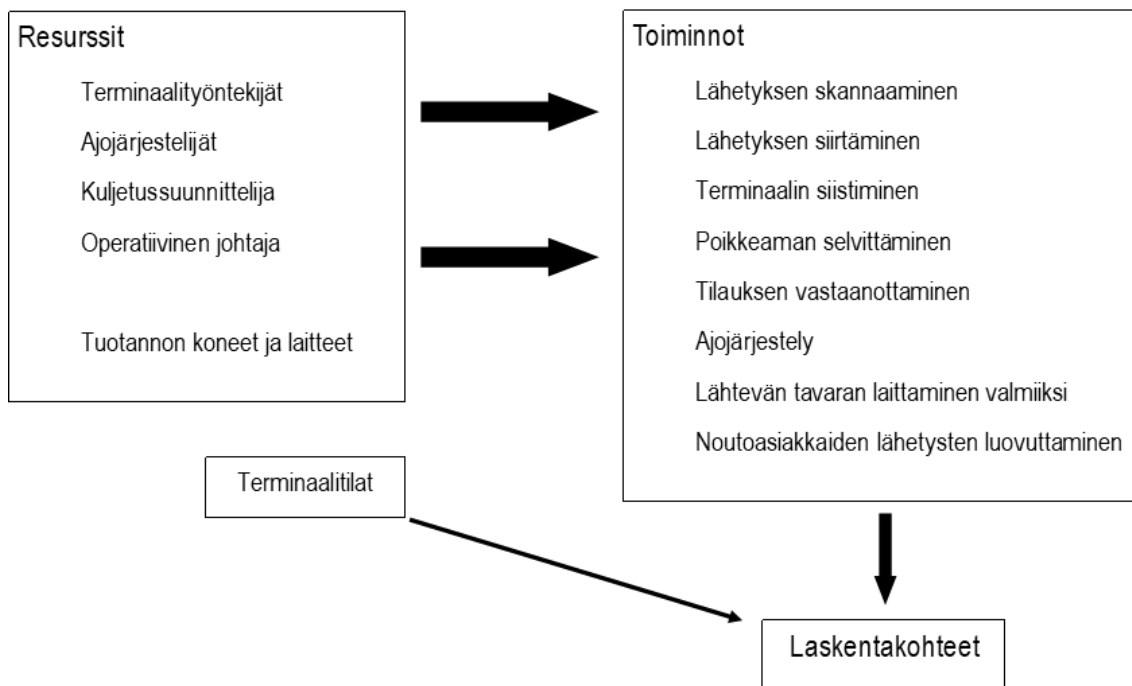 Resurssit
Terminaalityöntekijät
Ajojärjestelijät
Kuljetussuunnittelija
Operatiivinen johtaja
Tuotannon koneet ja laitteet
Toiminnot
Lähetyksen skannaaminen
Lähetyksen siirtäminen
Terminaalin siistiminen
Poikkeaman selvittäminen
Tilauksen vastaanottaminen
Ajojärjestely
Lähtevän tavaran laittaminen valmiiksi
Noutoasiakkaiden lähetysten luovuttaminen
Terminaalitilat
Laskentakohteet